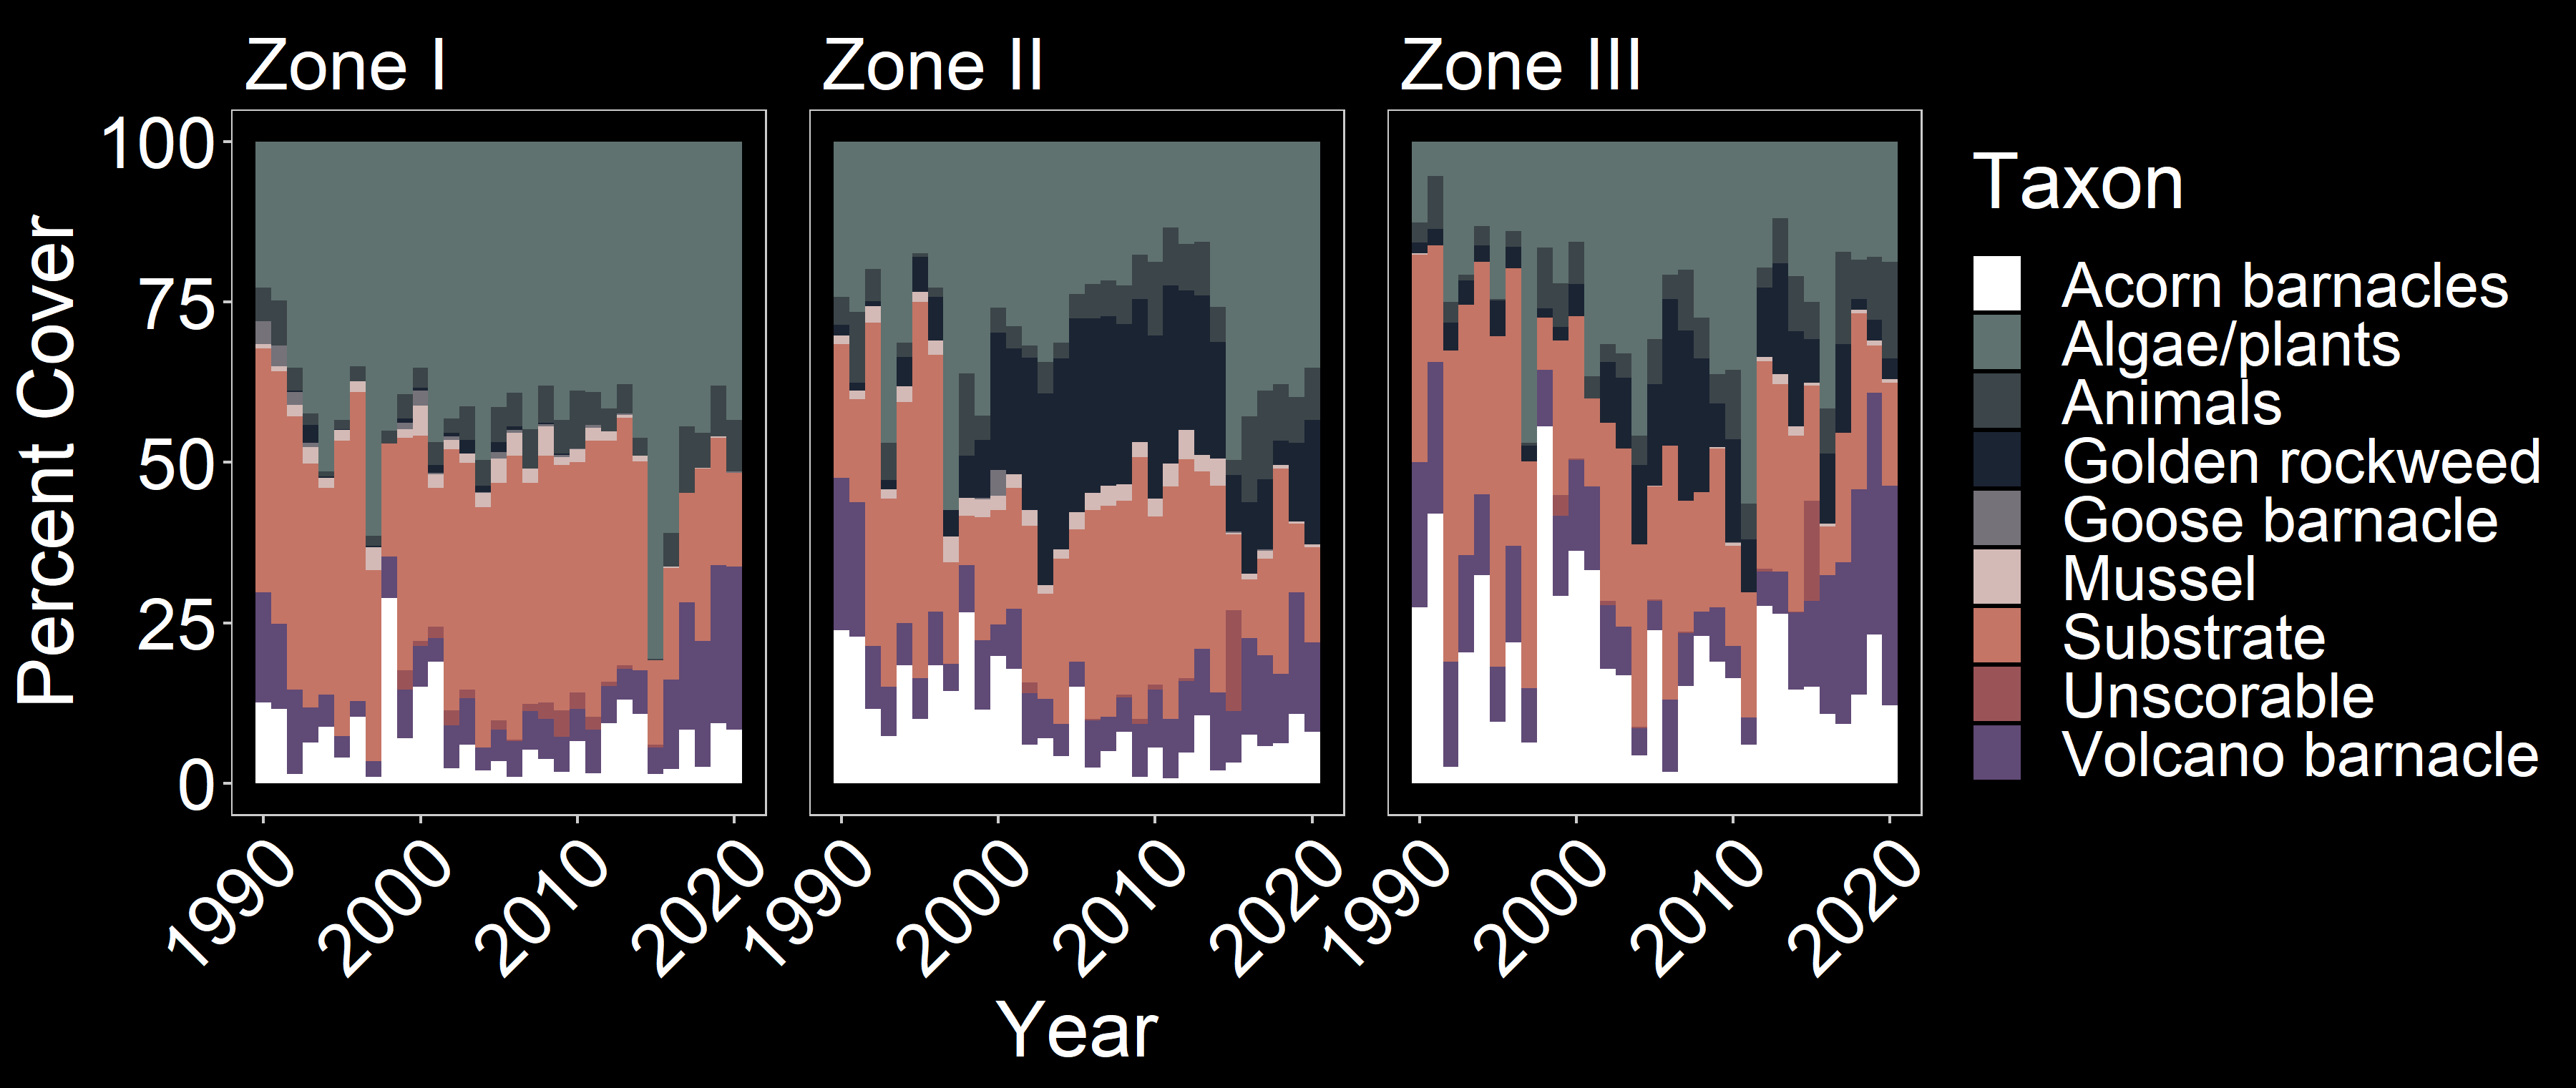 Zone I
Zone II
Zone III
Percent Cover
100
75
50
25
0
1990
2000
2010
2020
1990
2000
2010
2020
1990
2000
2010
2020
Year
Taxon
Acorn barnacles
Algae/plants
Animals
Golden rockweed
Goose barnacle
Mussel
Substrate
Unscorable
Volcano barnacle